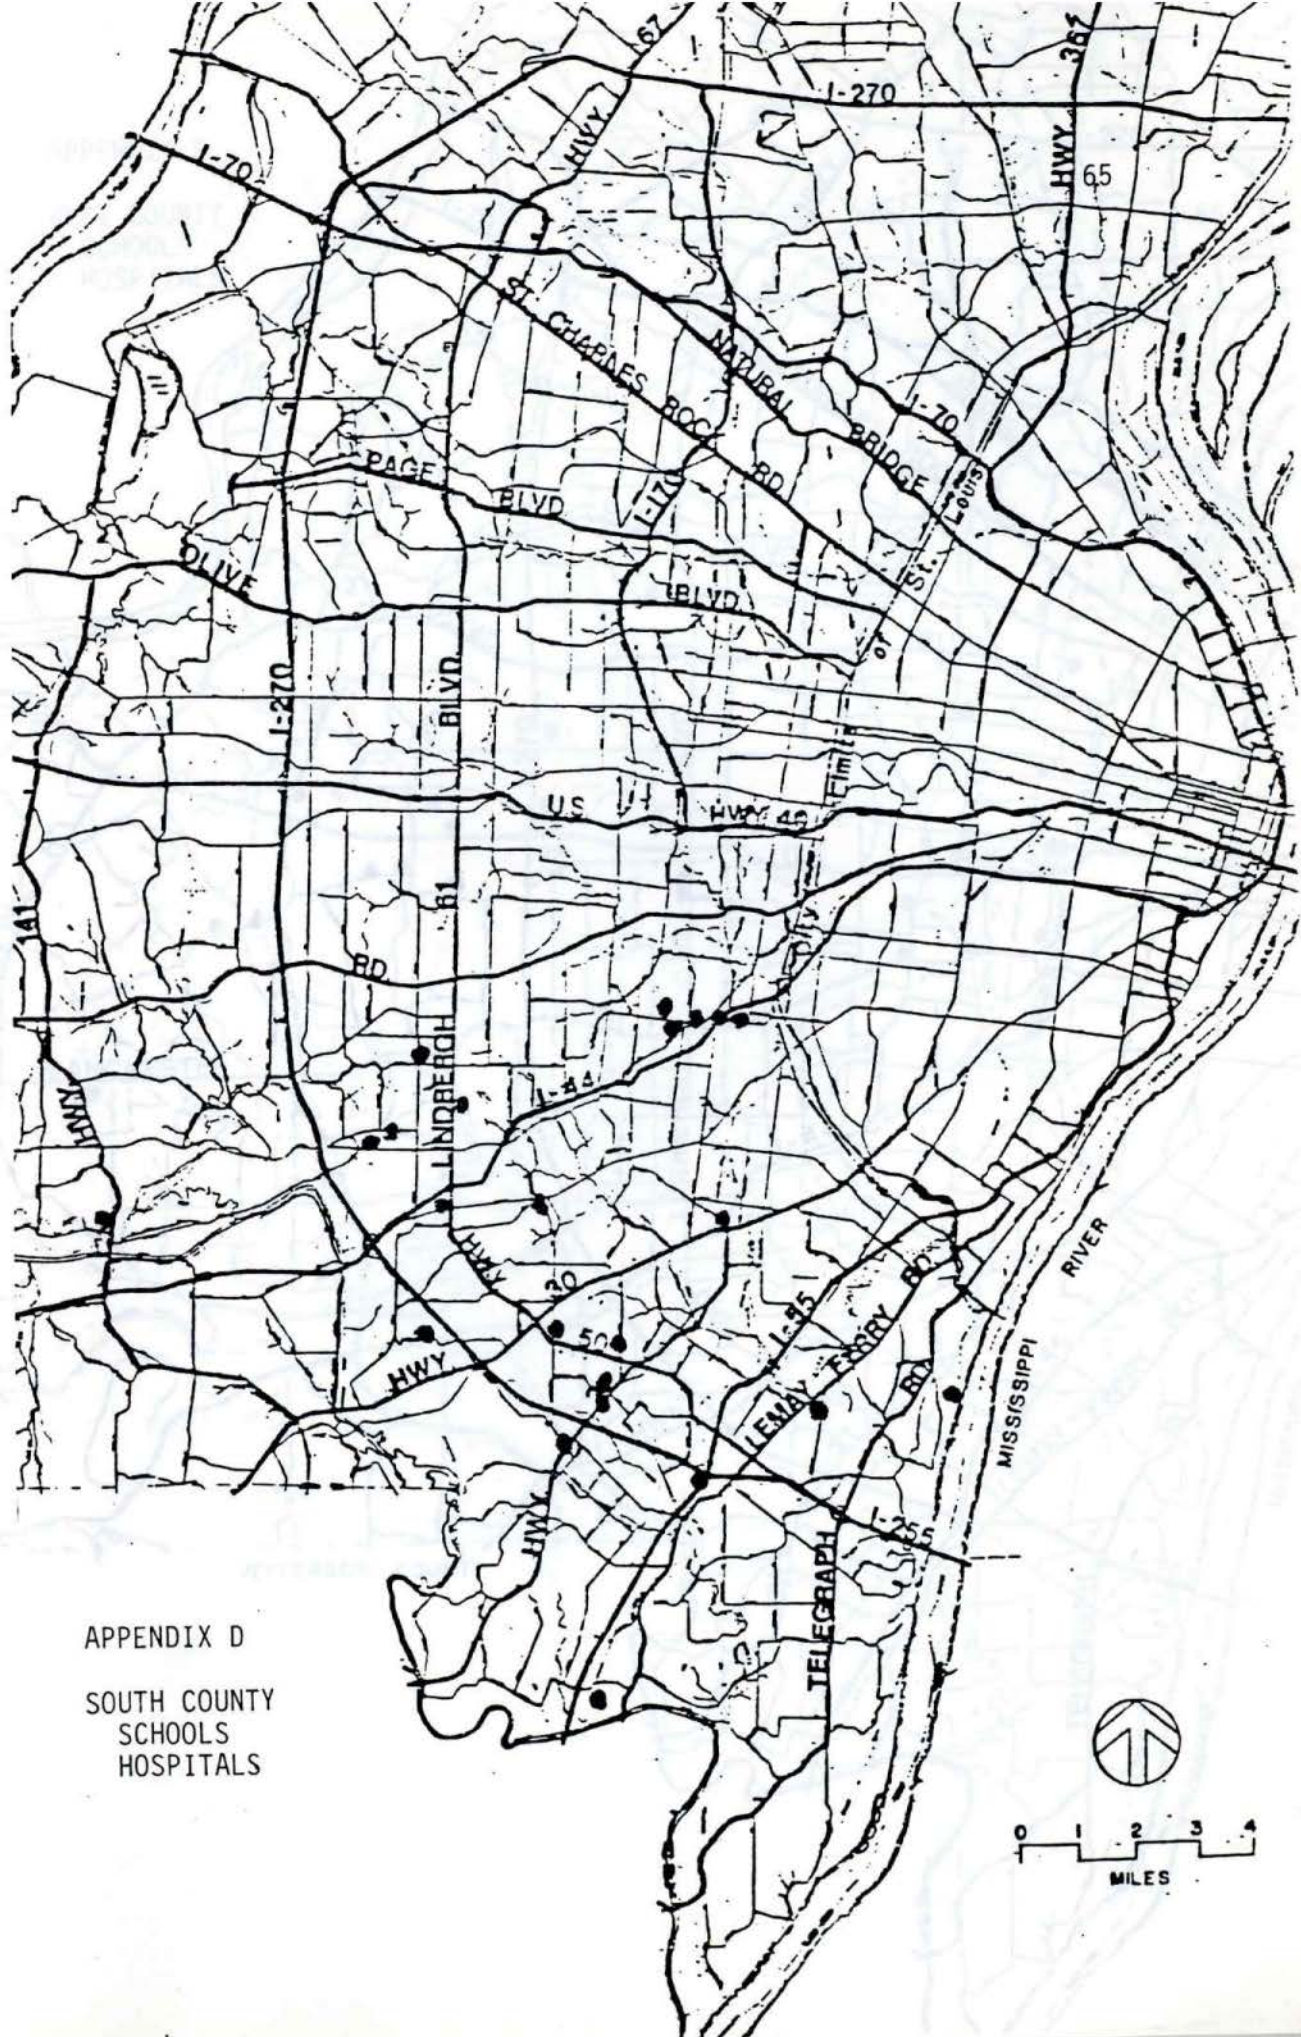 67
367
I-270
HWY.
I-70
HWY
65
ST. CHARLES ROCK RD.
NATURAL BRIDGE
I-70
PAGE BLVD
I-170
St. Louis
OLIVE
BLVD.
of
I-270
BLVD
Limits
US HWY 40
61
141
City
RD.
LINDBERGH
I-44
HWY
RIVER
30
RD.
I-55
50
HWY
LEMAY FERRY
RD.
MISSISSIPPI
HWY
I-255
TELEGRAPH
APPENDIX D
SOUTH COUNTY
SCHOOLS
HOSPITALS
0 1 2 3 4
MILES